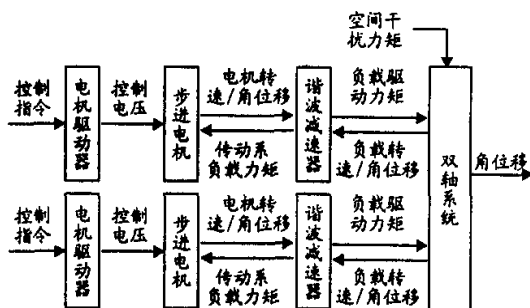 空间干
扰力矩
控制
指令
电机驱动器
控制
电压
步进电机
电机转
速/角位移
传动系
负载力矩
谐波减速器
负载驱
动力矩
负载转
速/角位移
双轴系统
角位移
控制
指令
电机驱动器
控制
电压
步进电机
电机转
速/角位移
传动系
负载力矩
谐波减速器
负载驱
动力矩
负载转
速/角位移